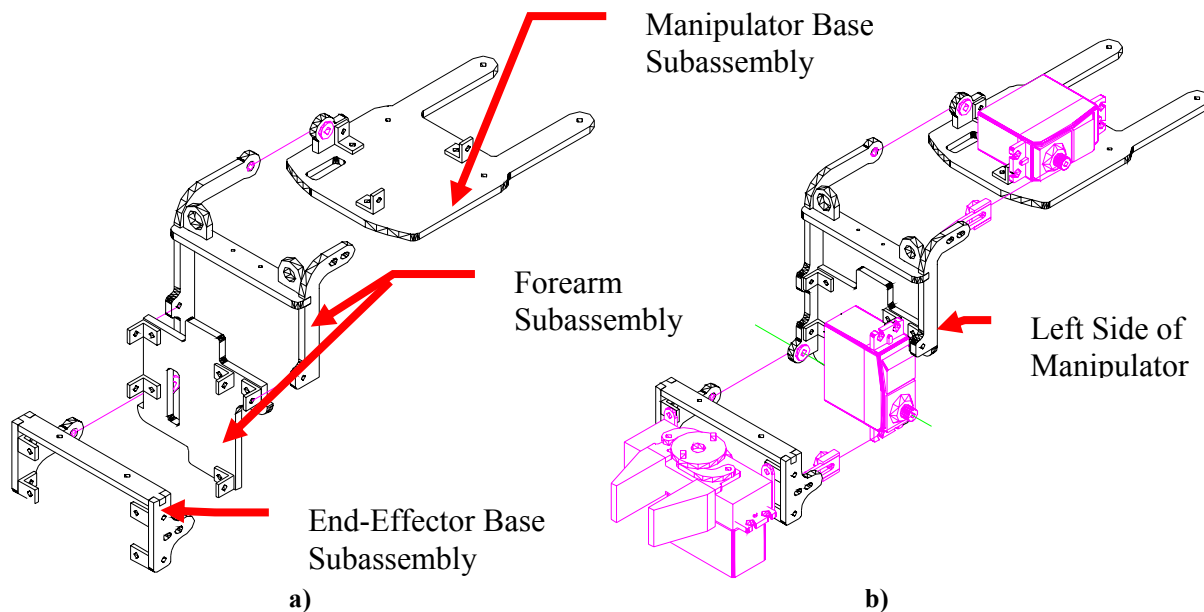 Manipulator Base
Subassembly
Forearm
Subassembly
Left Side of
Manipulator
End-Effector Base
Subassembly
a)
b)